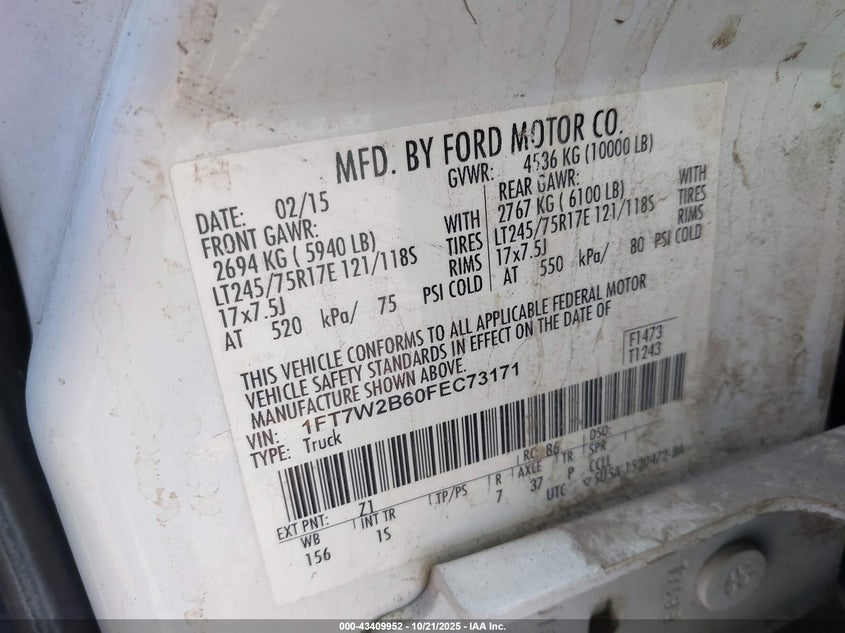 MFD. BY FORD MOTOR CO.
DATE: 02/15
GVWR: 4536 KG (10000 LB)
FRONT GAWR:
2694 KG ( 5940 LB) WITH
LT245/75R17E 121/118S TIRES
17x7.5J RIMS
AT 520 kPa/ 75 PSI COLD
REAR GAWR:
2767 KG ( 6100 LB) WITH
LT245/75R17E 121/118S TIRES
17x7.5J RIMS
AT 550 kPa/ 80 PSI COLD
THIS VEHICLE CONFORMS TO ALL APPLICABLE FEDERAL MOTOR
VEHICLE SAFETY STANDARDS IN EFFECT ON THE DATE OF
MANUFACTURE SHOWN ABOVE.
VIN: 1FT7W2B60FEC73171
TYPE: Truck
F1473
T1243
EXT PNT: Z1 RC: 86 DSO:
WB INT TR TP/PS R AXLE TR SPR
156 1S 7 37 P CCLL
UTC
000-43409952 - 10/21/2025 - IAA Inc.